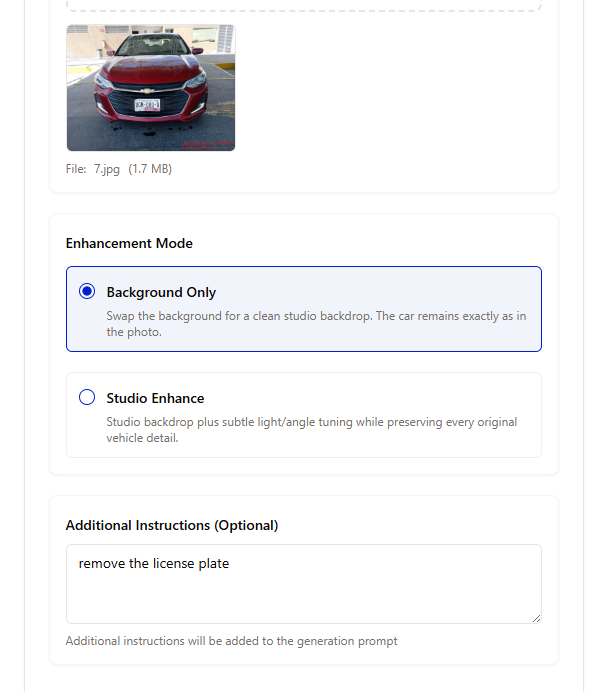 File: 7.jpg (1.7 MB)
Enhancement Mode
Background Only
Swap the background for a clean studio backdrop. The car remains exactly as in
the photo.
Studio Enhance
Studio backdrop plus subtle light/angle tuning while preserving every original
vehicle detail.
Additional Instructions (Optional)
remove the license plate
Additional instructions will be added to the generation prompt